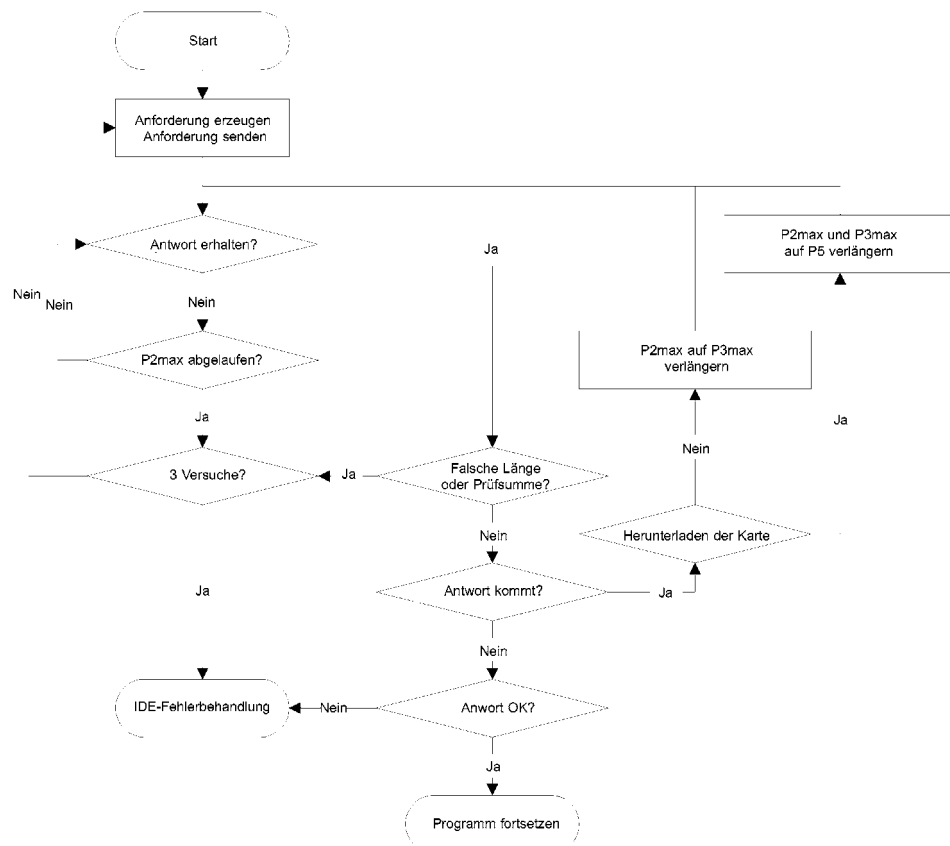 Start
Anforderung erzeugen
Anforderung senden
Antwort erhalten?
Ja
P2max und P3max
auf P5 verlängern
Nein
Nein
Nein
P2max abgelaufen?
P2max auf P3max
verlängern
Ja
Ja
Nein
3 Versuche?
Ja
Falsche Länge
oder Prüfsumme?
Nein
Herunterladen der Karte
Ja
Antwort kommt?
Ja
Nein
IDE-Fehlerbehandlung
Nein
Anwort OK?
Ja
Programm fortsetzen